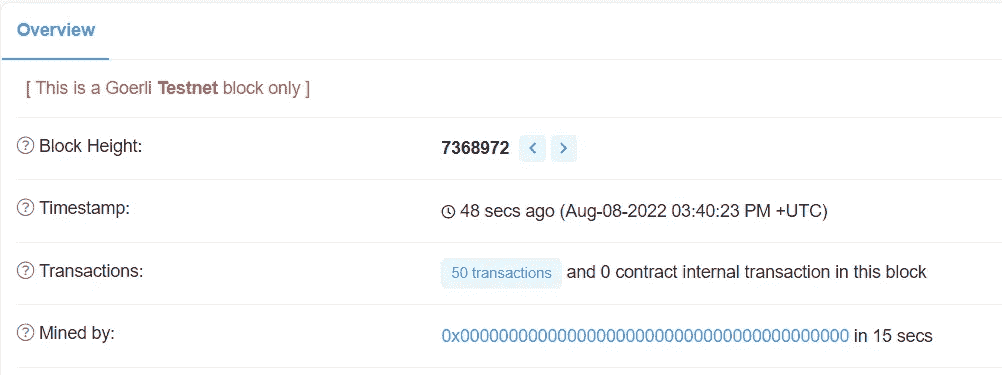 Overview
[ This is a Goerli Testnet block only ]
Block Height: 7368972
Timestamp: 48 secs ago (Aug-08-2022 03:40:23 PM +UTC)
Transactions: 50 transactions and 0 contract internal transaction in this block
Mined by: 0x0000000000000000000000000000000000000000 in 15 secs